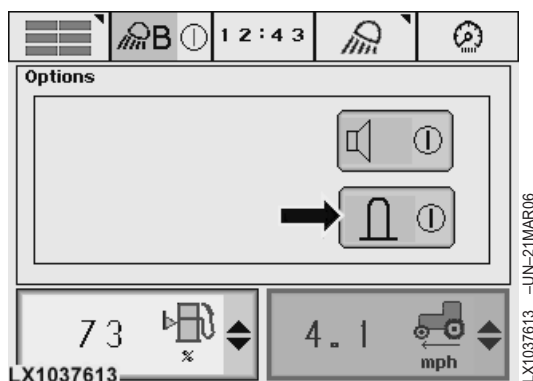 B 12:43
Options
73 %
4.1 mph
LX1037613
LX1037613 –UN–21MAR06